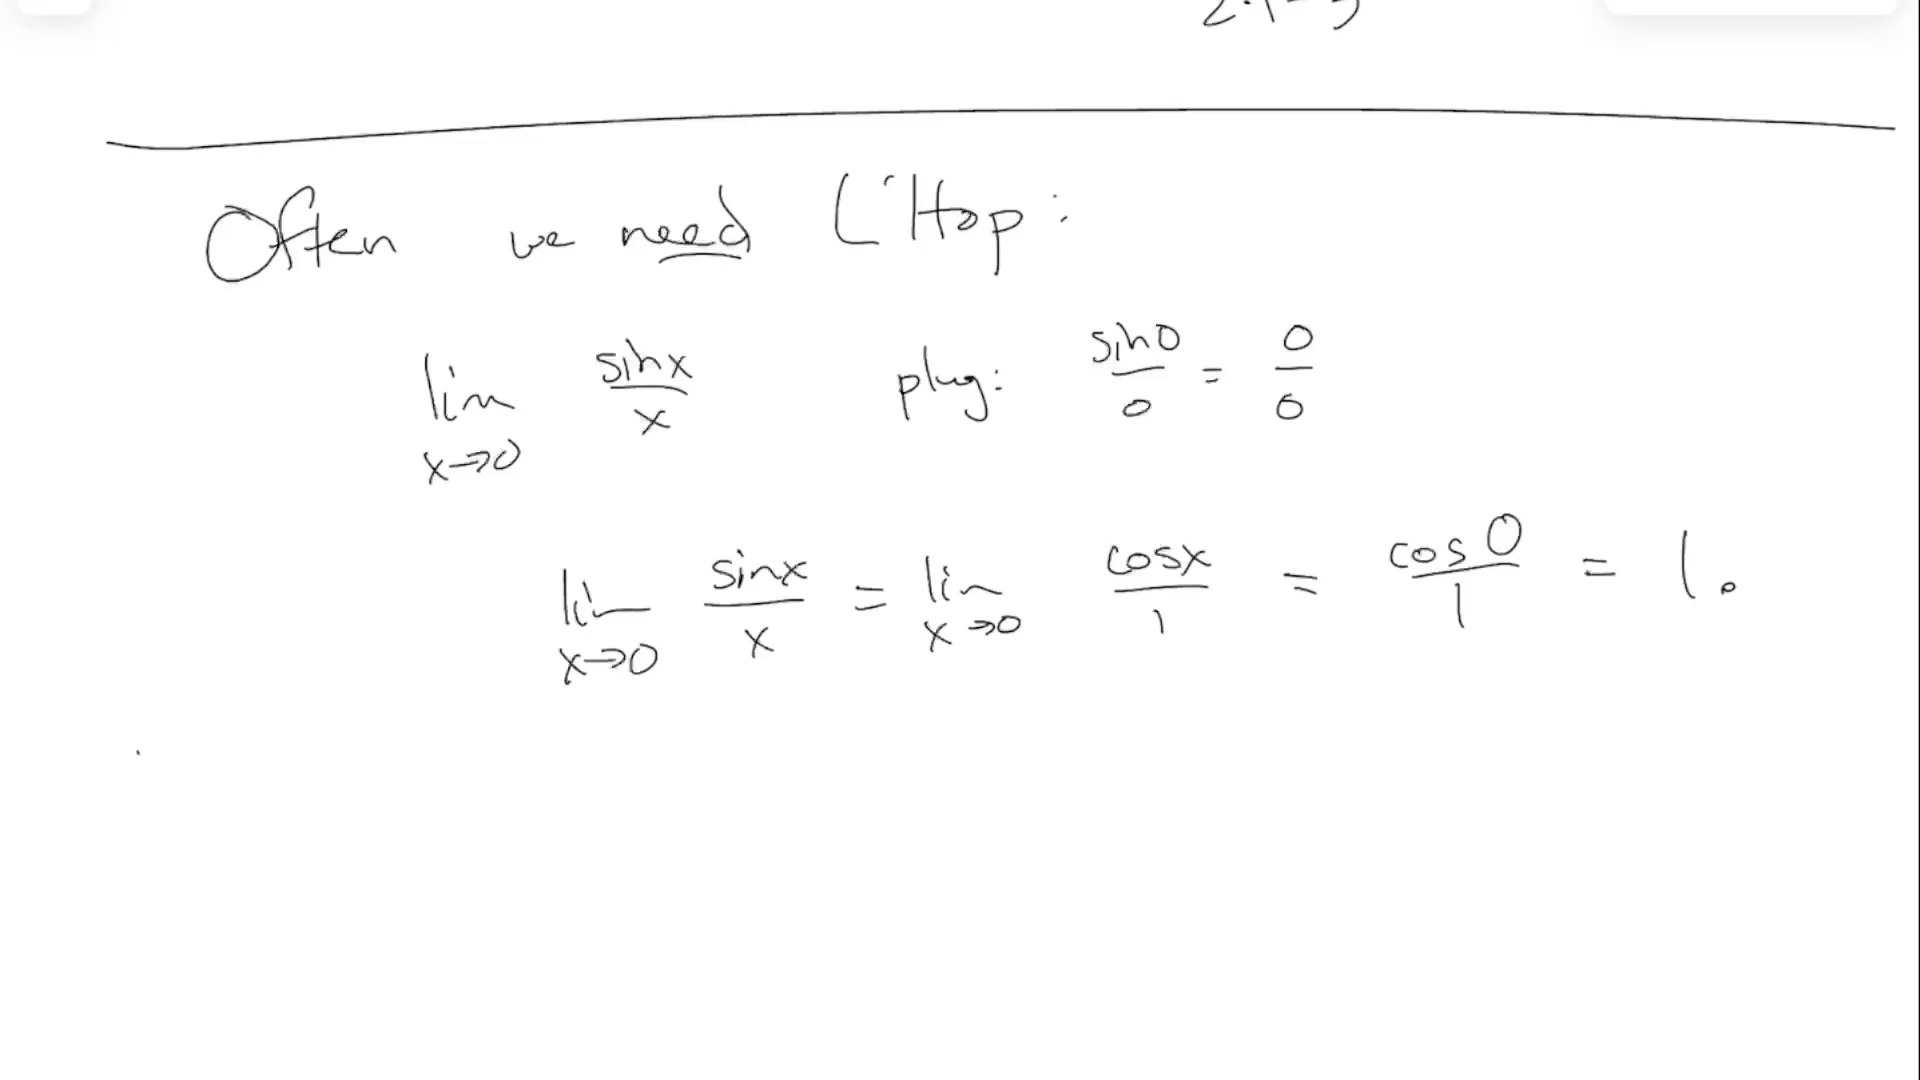 Often we need L'Hop:
lim x→0 sinx/x plug: sin0/0 = 0/0
lim x→0 sinx/x = lim x→0 cosx/1 = cos0/1 = 1.